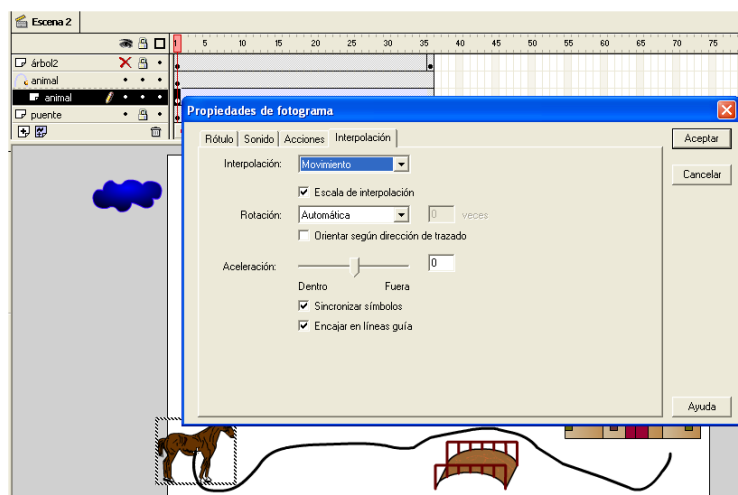 Escena 2
1 5 10 15 20 25 30 35 40 45 50 55 60 65 70 75
árbol2
animal
animal
puente
Propiedades de fotograma
Rótulo Sonido Acciones Interpolación
Aceptar
Interpolación: Movimiento
Cancelar
Escala de interpolación
Rotación: Automática 0 veces
Orientar según dirección de trazado
Aceleración: 0
Dentro Fuera
Sincronizar símbolos
Encajar en líneas guía
Ayuda